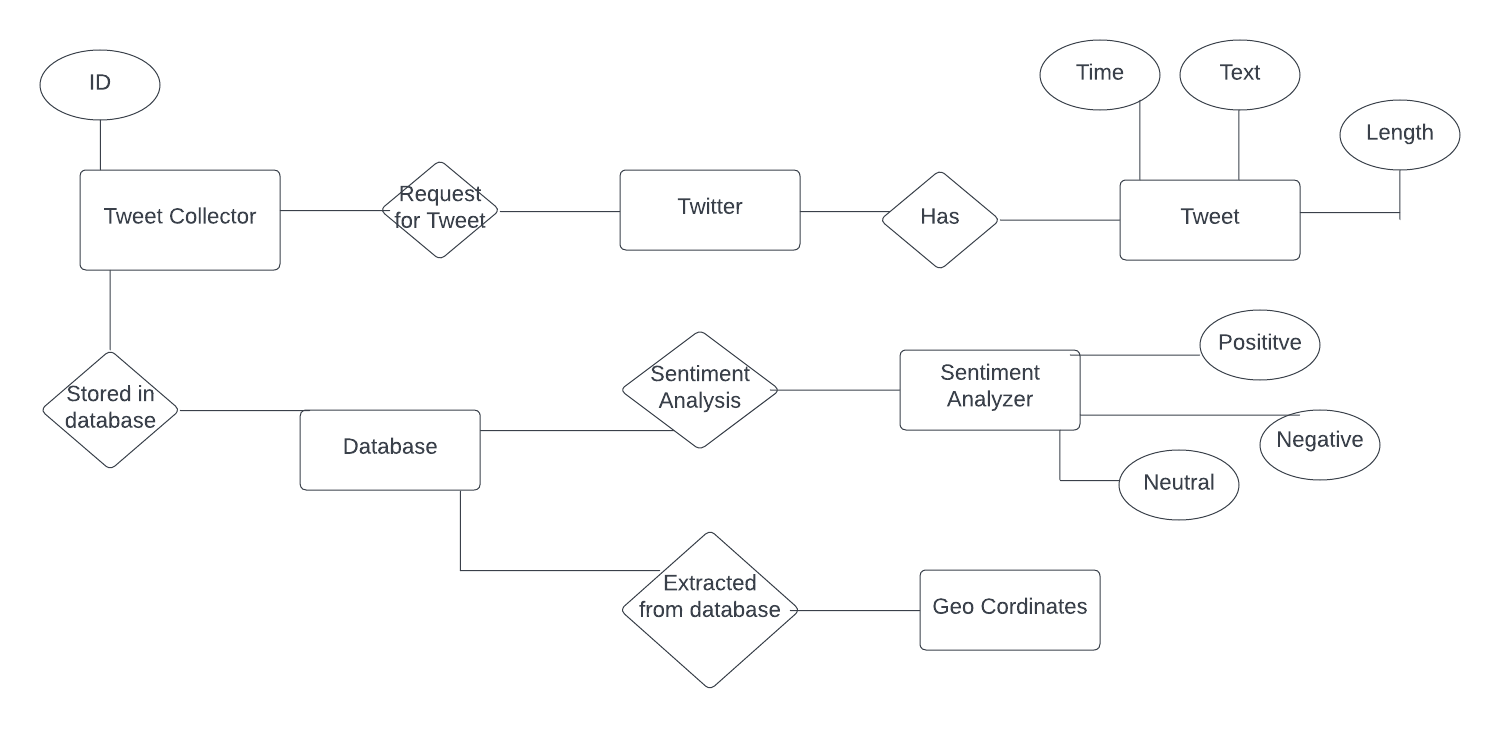 ID
Time
Text
Length
Tweet Collector
Request
for Tweet
Twitter
Has
Tweet
Stored in
database
Database
Sentiment
Analysis
Sentiment
Analyzer
Posititve
Negative
Neutral
Extracted
from database
Geo Cordinates